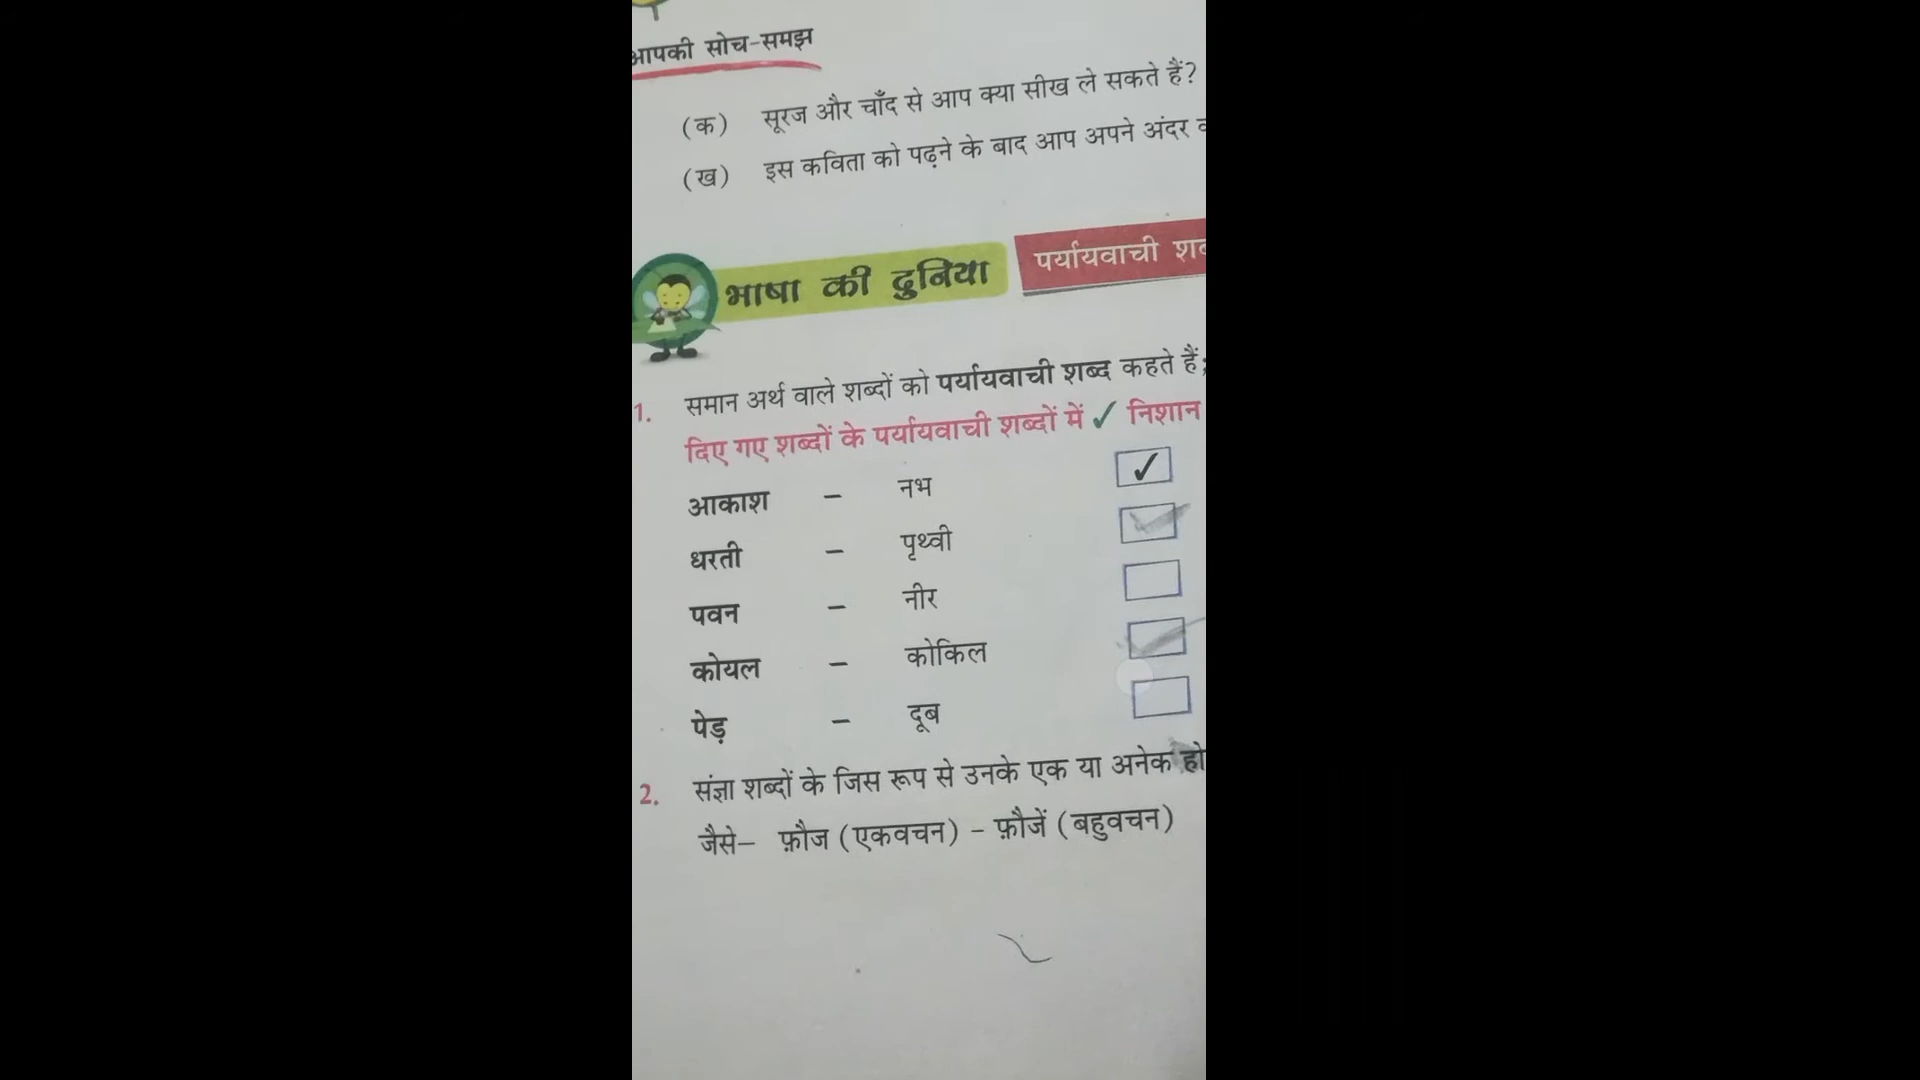 आपकी सोच-समझ
(क) सूरज और चाँद से आप क्या सीख ले सकते हैं?
(ख) इस कविता को पढ़ने के बाद आप अपने अंदर
भाषा की दुनिया पर्यायवाची
1. समान अर्थ वाले शब्दों को पर्यायवाची शब्द कहते हैं;
दिए गए शब्दों के पर्यायवाची शब्दों में ✓ निशान
आकाश – नभ ✓
धरती – पृथ्वी ✓
पवन – नीर
कोयल – कोकिल ✓
पेड़ – दूब
2. संज्ञा शब्दों के जिस रूप से उनके एक या अनेक हो
जैसे– फ़ौज (एकवचन) - फ़ौजें (बहुवचन)